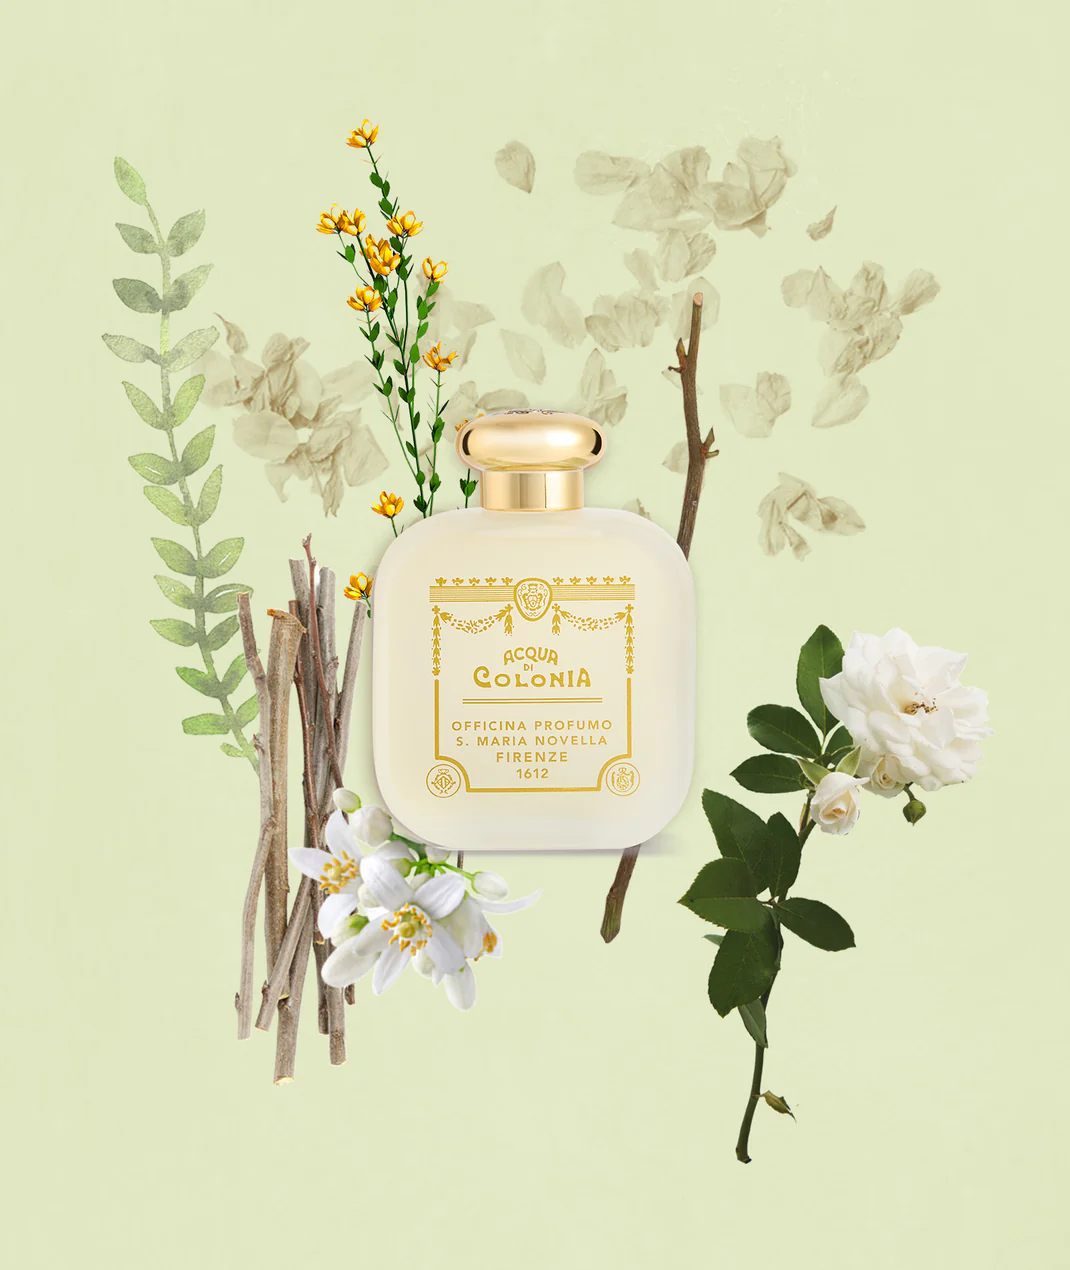 ACQUA
DI
COLONIA
OFFICINA PROFUMO
S. MARIA NOVELLA
FIRENZE
1612